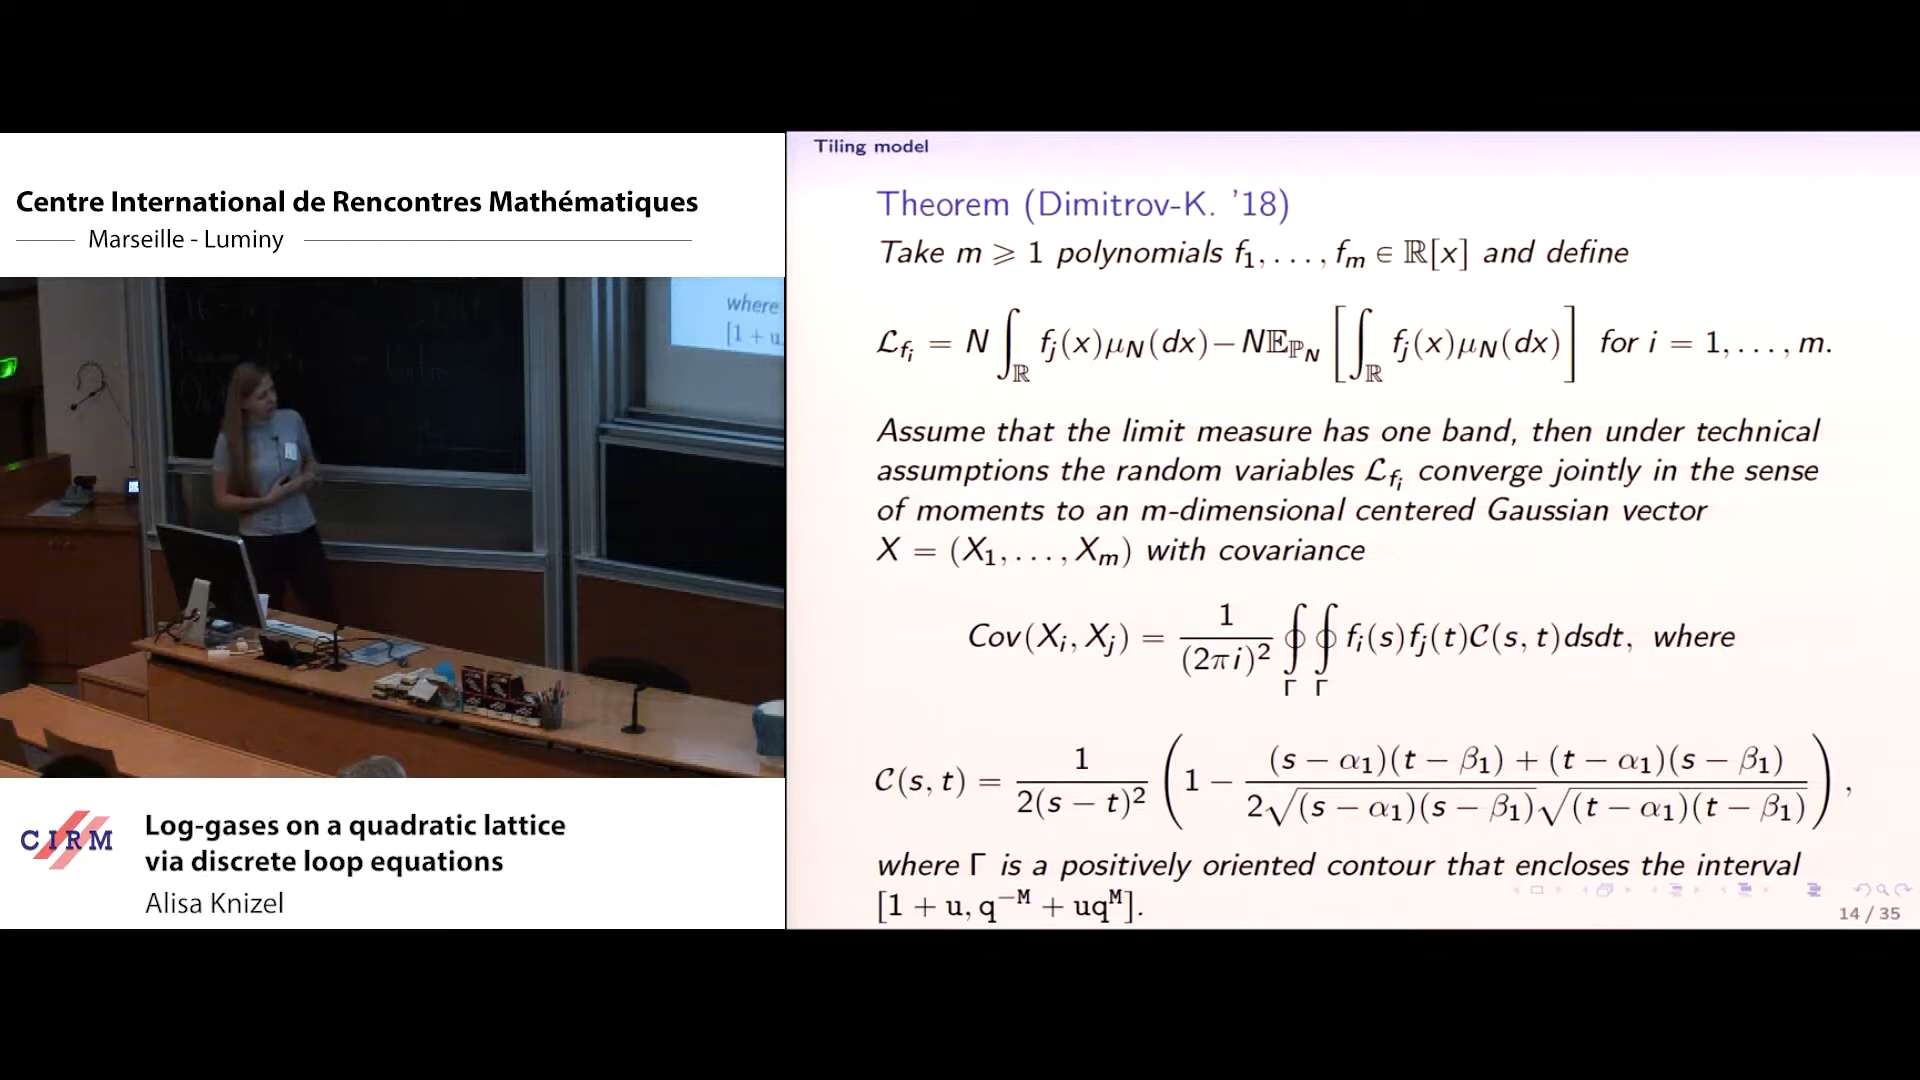 Centre International de Rencontres Mathématiques
Marseille - Luminy
where
[1 + u,
CIRM
Log-gases on a quadratic lattice
via discrete loop equations
Alisa Knizel
Tiling model
Theorem (Dimitrov-K. '18)
Take m ⩾ 1 polynomials f₁, . . . , fₘ ∈ ℝ[x] and define
ℒ_{f_i} = N ∫_ℝ f_j(x)μ_N(dx) − N𝔼_{ℙ_N} [ ∫_ℝ f_j(x)μ_N(dx) ] for i = 1, . . . , m.
Assume that the limit measure has one band, then under technical
assumptions the random variables ℒ_{f_i} converge jointly in the sense
of moments to an m-dimensional centered Gaussian vector
X = (X₁, . . . , Xₘ) with covariance
Cov(X_i, X_j) = 1/(2πi)² ∮_Γ ∮_Γ f_i(s)f_j(t)𝒞(s, t)dsdt, where
𝒞(s, t) = 1/(2(s − t)²) ( 1 − ((s − α₁)(t − β₁) + (t − α₁)(s − β₁))/(2√((s − α₁)(s − β₁))√((t − α₁)(t − β₁))) ),
where Γ is a positively oriented contour that encloses the interval
[1 + u, q^{−M} + uq^M].
14 / 35